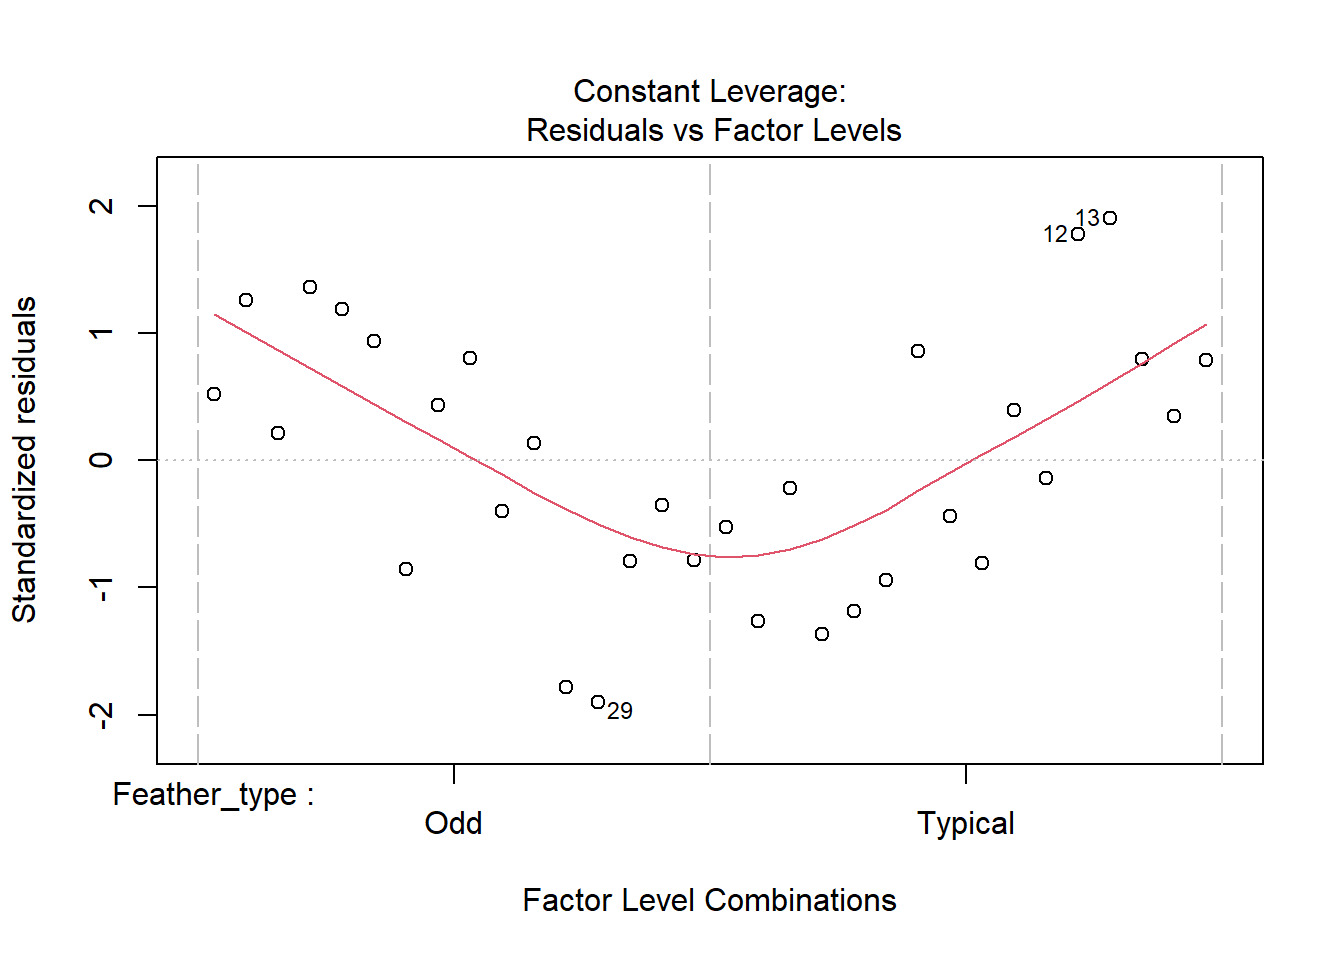 Constant Leverage:
Residuals vs Factor Levels
Standardized residuals
2
1
0
-1
-2
13
12
29
Feather_type :
Odd
Typical
Factor Level Combinations